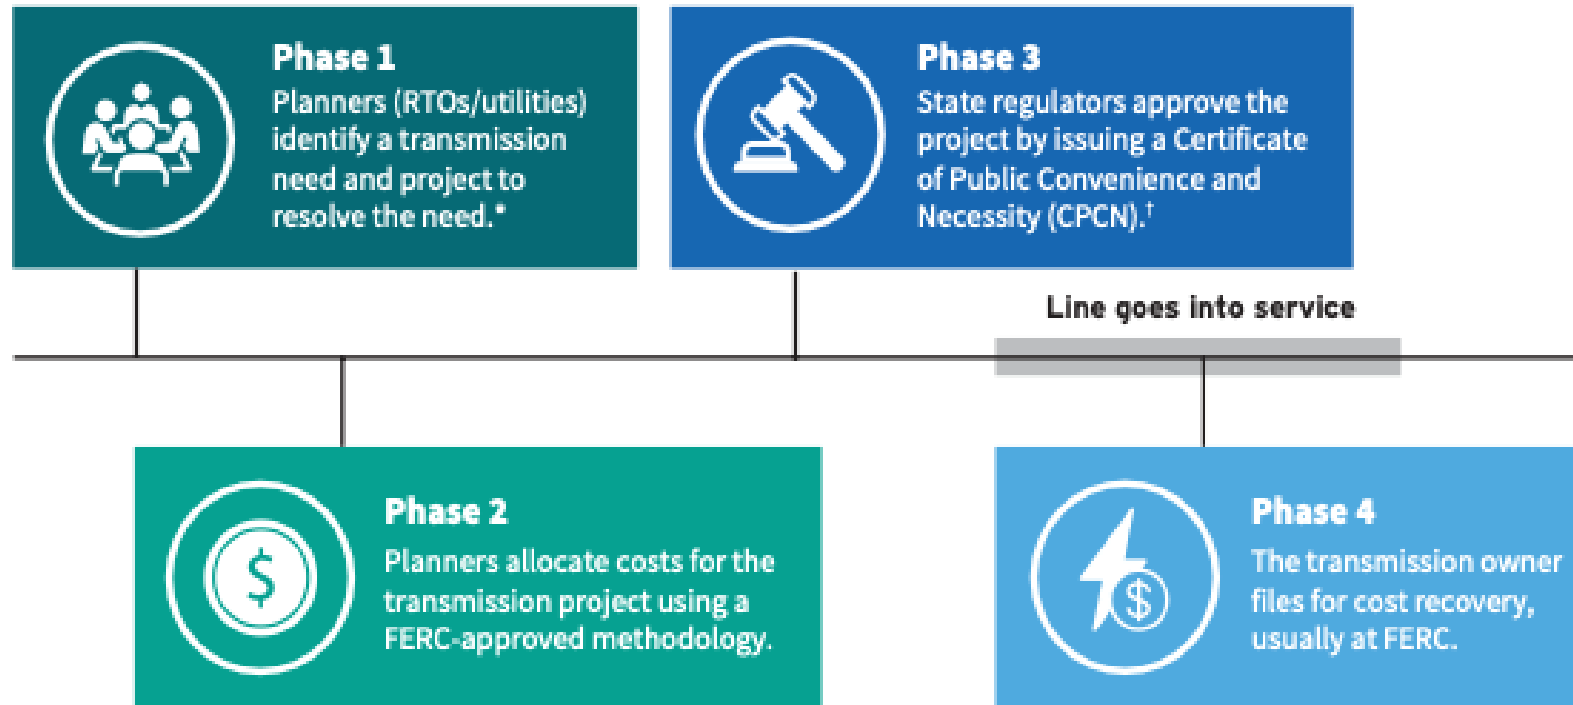 Phase 1
Planners (RTOs/utilities)
identify a transmission
need and project to
resolve the need.*
Phase 3
State regulators approve the
project by issuing a Certificate
of Public Convenience and
Necessity (CPCN).†
Line goes into service
$
Phase 2
Planners allocate costs for the
transmission project using a
FERC-approved methodology.
$
Phase 4
The transmission owner
files for cost recovery,
usually at FERC.